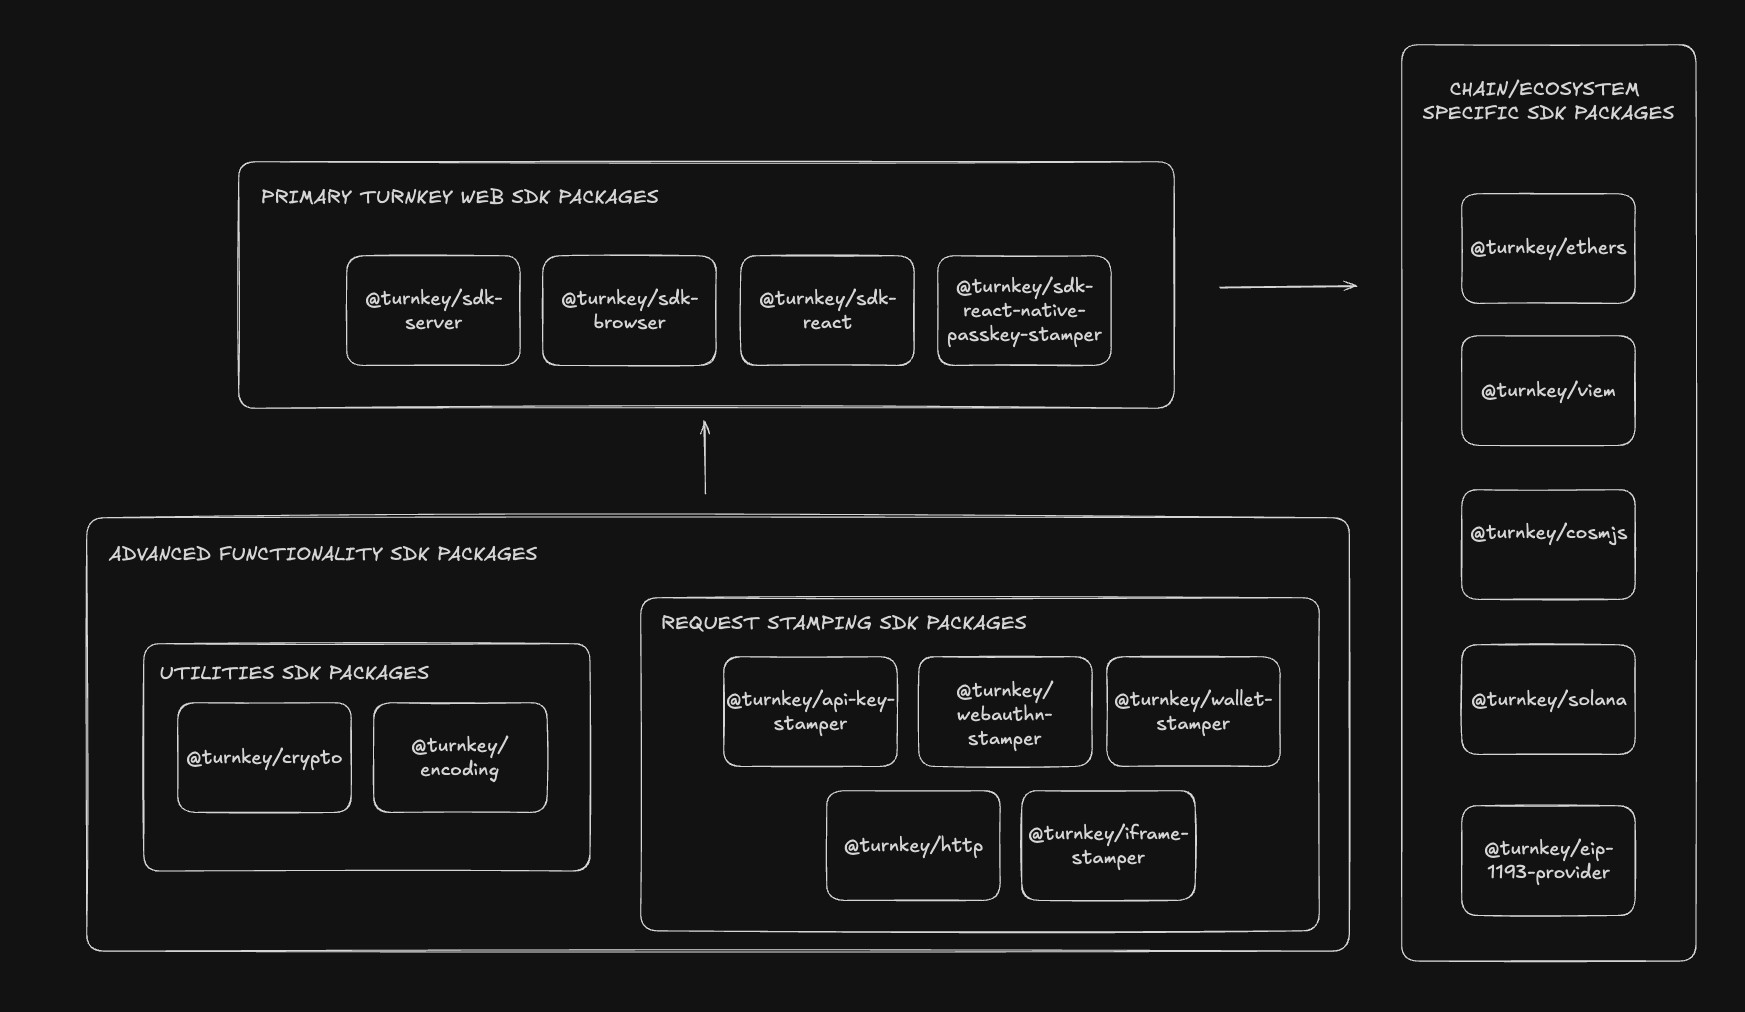 CHAIN/ECOSYSTEM
SPECIFIC SDK PACKAGES
PRIMARY TURNKEY WEB SDK PACKAGES
@turnkey/sdk-
server
@turnkey/sdk-
browser
@turnkey/sdk-
react
@turnkey/sdk-
react-native-
passkey-stamper
ADVANCED FUNCTIONALITY SDK PACKAGES
UTILITIES SDK PACKAGES
@turnkey/crypto
@turnkey/
encoding
REQUEST STAMPING SDK PACKAGES
@turnkey/api-key-
stamper
@turnkey/
webauthn-
stamper
@turnkey/wallet-
stamper
@turnkey/http
@turnkey/iframe-
stamper
@turnkey/ethers
@turnkey/viem
@turnkey/cosmjs
@turnkey/solana
@turnkey/eip-
1193-provider